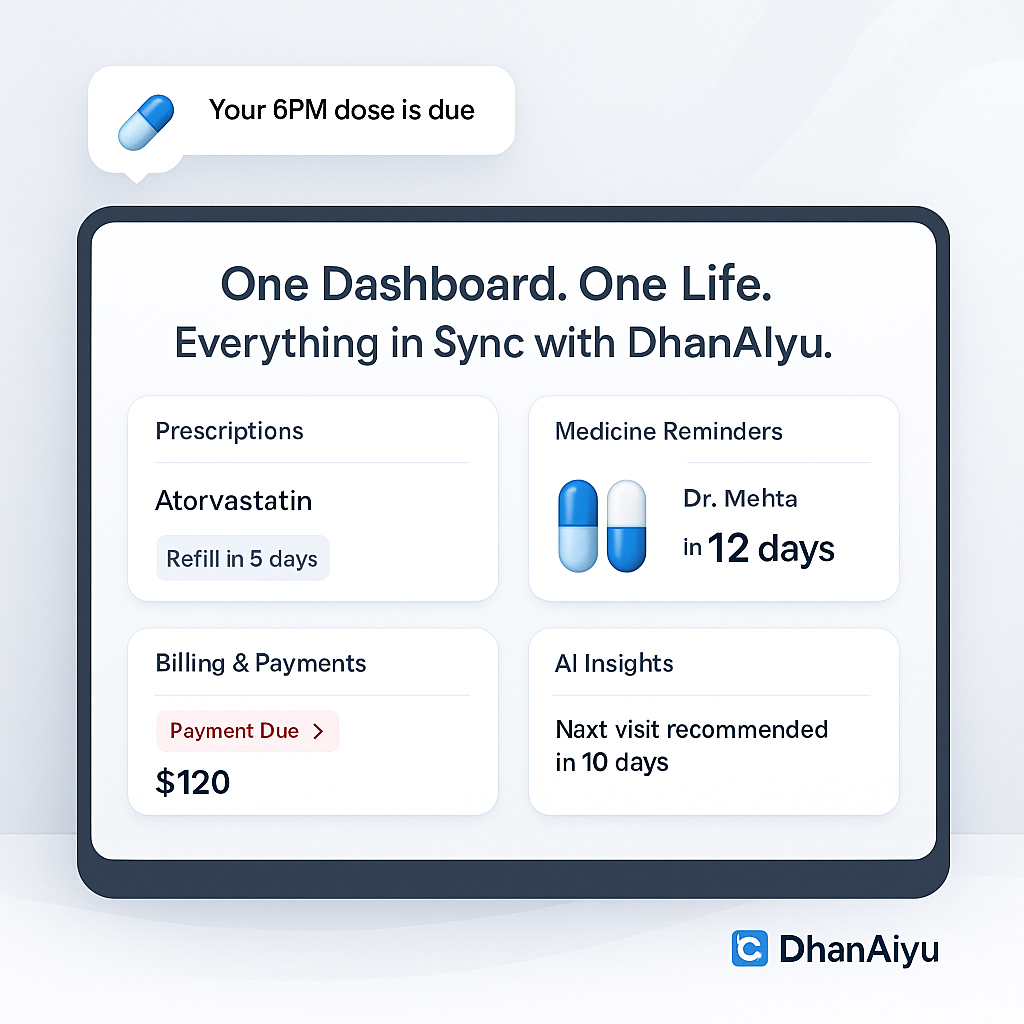 Your 6PM dose is due
One Dashboard. One Life.
Everything in Sync with DhanAIyu.
Prescriptions
Atorvastatin
Refill in 5 days
Medicine Reminders
Dr. Mehta
in 12 days
Billing & Payments
Payment Due >
$120
AI Insights
Naxt visit recommended
in 10 days
DhanAiyu